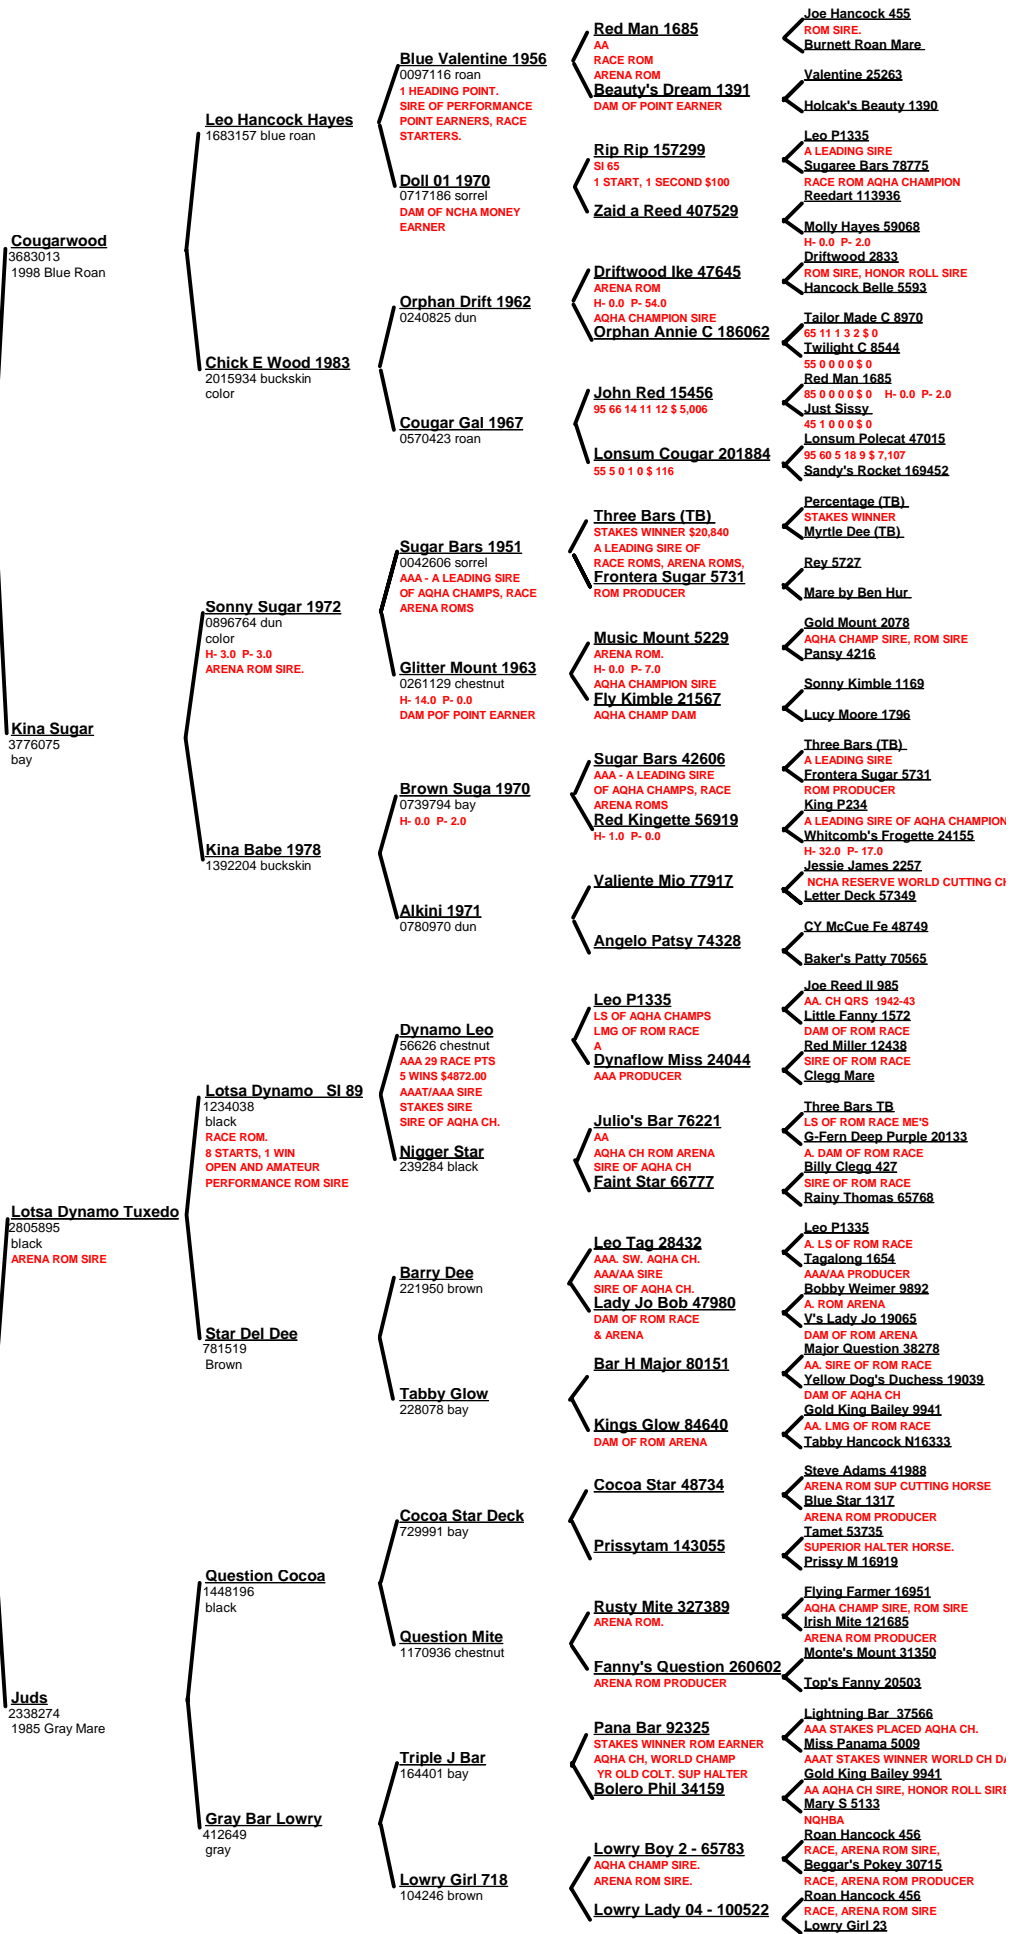 Cougarwood
3683013
1998 Blue Roan
Kina Sugar
3776075
bay
Lotsa Dynamo Tuxedo
2805895
black
ARENA ROM SIRE
Juds
2338274
1985 Gray Mare
Leo Hancock Hayes
1683157 blue roan
Chick E Wood 1983
2015934 buckskin
color
Sonny Sugar 1972
0896764 dun
color
H- 3.0 P- 3.0
ARENA ROM SIRE.
Kina Babe 1978
1392204 buckskin
Lotsa Dynamo SI 89
1234038
black
RACE ROM.
8 STARTS, 1 WIN
OPEN AND AMATEUR
PERFORMANCE ROM SIRE
Star Del Dee
781519
Brown
Question Cocoa
1448196
black
Gray Bar Lowry
412649
gray
Blue Valentine 1956
0097116 roan
1 HEADING POINT.
SIRE OF PERFORMANCE
POINT EARNERS, RACE
STARTERS.
Doll 01 1970
0717186 sorrel
DAM OF NCHA MONEY
EARNER
Orphan Drift 1962
0240825 dun
Cougar Gal 1967
0570423 roan
Sugar Bars 1951
0042606 sorrel
AAA - A LEADING SIRE
OF AQHA CHAMPS, RACE
ARENA ROMS
Glitter Mount 1963
0261129 chestnut
H- 14.0 P- 0.0
DAM POF POINT EARNER
Brown Suga 1970
0739794 bay
H- 0.0 P- 2.0
Alkini 1971
0780970 dun
Dynamo Leo
56626 chestnut
AAA 29 RACE PTS
5 WINS $4872.00
AAAT/AAA SIRE
STAKES SIRE
SIRE OF AQHA CH.
Nigger Star
239284 black
Barry Dee
221950 brown
Tabby Glow
228078 bay
Cocoa Star Deck
729991 bay
Question Mite
1170936 chestnut
Triple J Bar
164401 bay
Lowry Girl 718
104246 brown
Red Man 1685
AA
RACE ROM
ARENA ROM
Beauty's Dream 1391
DAM OF POINT EARNER
Rip Rip 157299
SI 65
1 START, 1 SECOND $100
Zaid a Reed 407529
Driftwood Ike 47645
ARENA ROM
H- 0.0 P- 54.0
AQHA CHAMPION SIRE
Orphan Annie C 186062
John Red 15456
95 66 14 11 12 $ 5,006
Lonsum Cougar 201884
55 5 0 1 0 $ 116
Three Bars (TB)
STAKES WINNER $20,840
A LEADING SIRE OF
RACE ROMS, ARENA ROMS,
Frontera Sugar 5731
ROM PRODUCER
Music Mount 5229
ARENA ROM.
H- 0.0 P- 7.0
AQHA CHAMPION SIRE
Fly Kimble 21567
AQHA CHAMP DAM
Sugar Bars 42606
AAA - A LEADING SIRE
OF AQHA CHAMPS, RACE
ARENA ROMS
Red Kingette 56919
H- 1.0 P- 0.0
Valiente Mio 77917
Angelo Patsy 74328
Leo P1335
LS OF AQHA CHAMPS
LMG OF ROM RACE
A
Dynaflow Miss 24044
AAA PRODUCER
Julio's Bar 76221
AA
AQHA CH ROM ARENA
SIRE OF AQHA CH
Faint Star 66777
Leo Tag 28432
AAA. SW. AQHA CH.
AAA/AA SIRE
SIRE OF AQHA CH.
Lady Jo Bob 47980
DAM OF ROM RACE
& ARENA
Bar H Major 80151
Kings Glow 84640
DAM OF ROM ARENA
Cocoa Star 48734
Prissytam 143055
Rusty Mite 327389
ARENA ROM.
Fanny's Question 260602
ARENA ROM PRODUCER
Pana Bar 92325
STAKES WINNER ROM EARNER
AQHA CH, WORLD CHAMP
YR OLD COLT. SUP HALTER
Bolero Phil 34159
Lowry Boy 2 - 65783
AQHA CHAMP SIRE.
ARENA ROM SIRE.
Lowry Lady 04 - 100522
Joe Hancock 455
ROM SIRE.
Burnett Roan Mare
Valentine 25263
Holcak's Beauty 1390
Leo P1335
A LEADING SIRE
Sugaree Bars 78775
RACE ROM AQHA CHAMPION
Reedart 113936
Molly Hayes 59068
H- 0.0 P- 2.0
Driftwood 2833
ROM SIRE, HONOR ROLL SIRE
Hancock Belle 5593
Tailor Made C 8970
65 11 1 3 2 $ 0
Twilight C 8544
55 0 0 0 0 $ 0
Red Man 1685
85 0 0 0 0 $ 0 H- 0.0 P- 2.0
Just Sissy
45 1 0 0 0 $ 0
Lonsum Polecat 47015
95 60 5 18 9 $ 7,107
Sandy's Rocket 169452
Percentage (TB)
STAKES WINNER
Myrtle Dee (TB)
Rey 5727
Mare by Ben Hur
Gold Mount 2078
AQHA CHAMP SIRE, ROM SIRE
Pansy 4216
Sonny Kimble 1169
Lucy Moore 1796
Three Bars (TB)
A LEADING SIRE
Frontera Sugar 5731
ROM PRODUCER
King P234
A LEADING SIRE OF AQHA CHAMPION
Whitcomb's Frogette 24155
H- 32.0 P- 17.0
Jessie James 2257
NCHA RESERVE WORLD CUTTING CH
Letter Deck 57349
CY McCue Fe 48749
Baker's Patty 70565
Joe Reed II 985
AA. CH QRS 1942-43
Little Fanny 1572
DAM OF ROM RACE
Red Miller 12438
SIRE OF ROM RACE
Clegg Mare
Three Bars TB
LS OF ROM RACE ME'S
G-Fern Deep Purple 20133
A. DAM OF ROM RACE
Billy Clegg 427
SIRE OF ROM RACE
Rainy Thomas 65768
Leo P1335
A. LS OF ROM RACE
Tagalong 1654
AAA/AA PRODUCER
Bobby Weimer 9892
A. ROM ARENA
V's Lady Jo 19065
DAM OF ROM ARENA
Major Question 38278
AA. SIRE OF ROM RACE
Yellow Dog's Duchess 19039
DAM OF AQHA CH
Gold King Bailey 9941
AA. LMG OF ROM RACE
Tabby Hancock N16333
Steve Adams 41988
ARENA ROM SUP CUTTING HORSE
Blue Star 1317
ARENA ROM PRODUCER
Tamet 53735
SUPERIOR HALTER HORSE.
Prissy M 16919
Flying Farmer 16951
AQHA CHAMP SIRE, ROM SIRE
Irish Mite 121685
ARENA ROM PRODUCER
Monte's Mount 31350
Top's Fanny 20503
Lightning Bar 37566
AAA STAKES PLACED AQHA CH.
Miss Panama 5009
AAAT STAKES WINNER WORLD CH DA
Gold King Bailey 9941
AA AQHA CH SIRE, HONOR ROLL SIRE
Mary S 5133
NQHBA
Roan Hancock 456
RACE, ARENA ROM SIRE,
Beggar's Pokey 30715
RACE, ARENA ROM PRODUCER
Roan Hancock 456
RACE, ARENA ROM SIRE
Lowry Girl 23